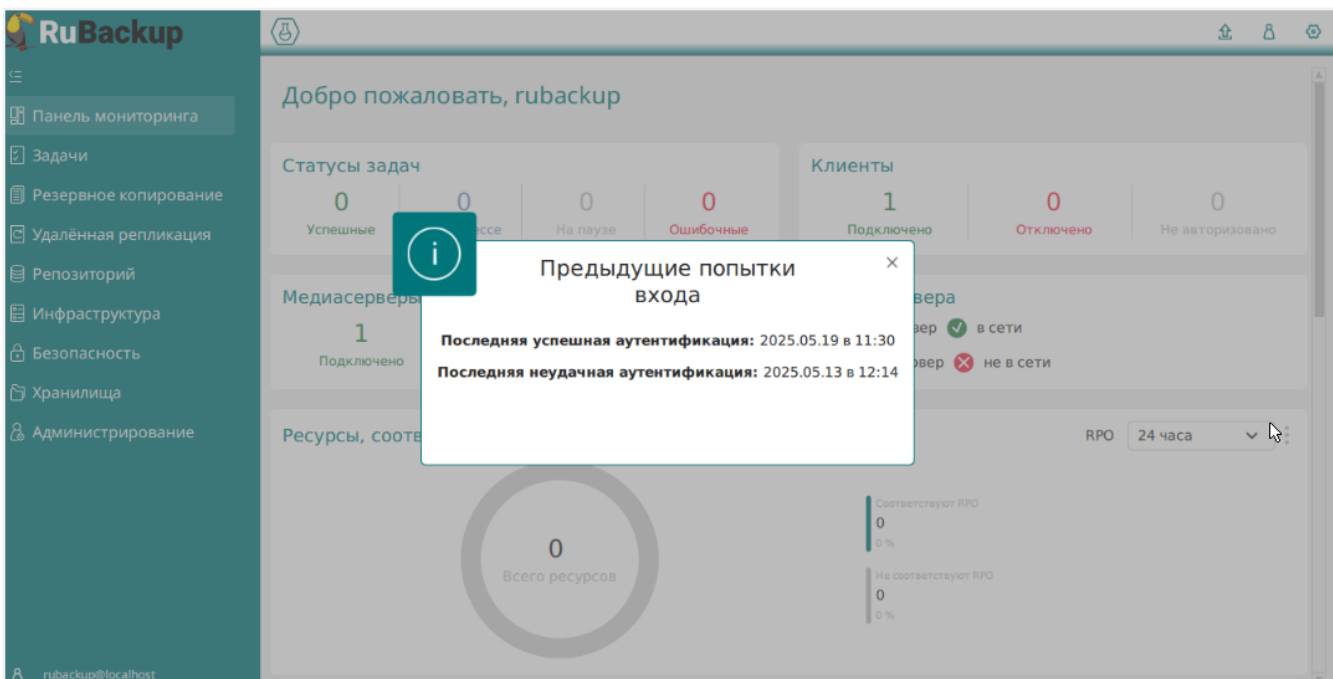 RuBackup
Добро пожаловать, rubackup
Панель мониторинга
Задачи
Резервное копирование
Удалённая репликация
Репозиторий
Инфраструктура
Безопасность
Хранилища
Администрирование
rubackup@localhost
Статусы задач
0
Успешные
0
0
На паузе
0
Ошибочные
Клиенты
1
Подключено
0
Отключено
0
Не авторизовано
Медиасерверы
1
Подключено
в сети
не в сети
Предыдущие попытки
входа
Последняя успешная аутентификация: 2025.05.19 в 11:30
Последняя неудачная аутентификация: 2025.05.13 в 12:14
Ресурсы,
RPO 24 часа
0
Всего ресурсов
Соответствуют RPO
0
0 %
Не соответствуют RPO
0
0 %